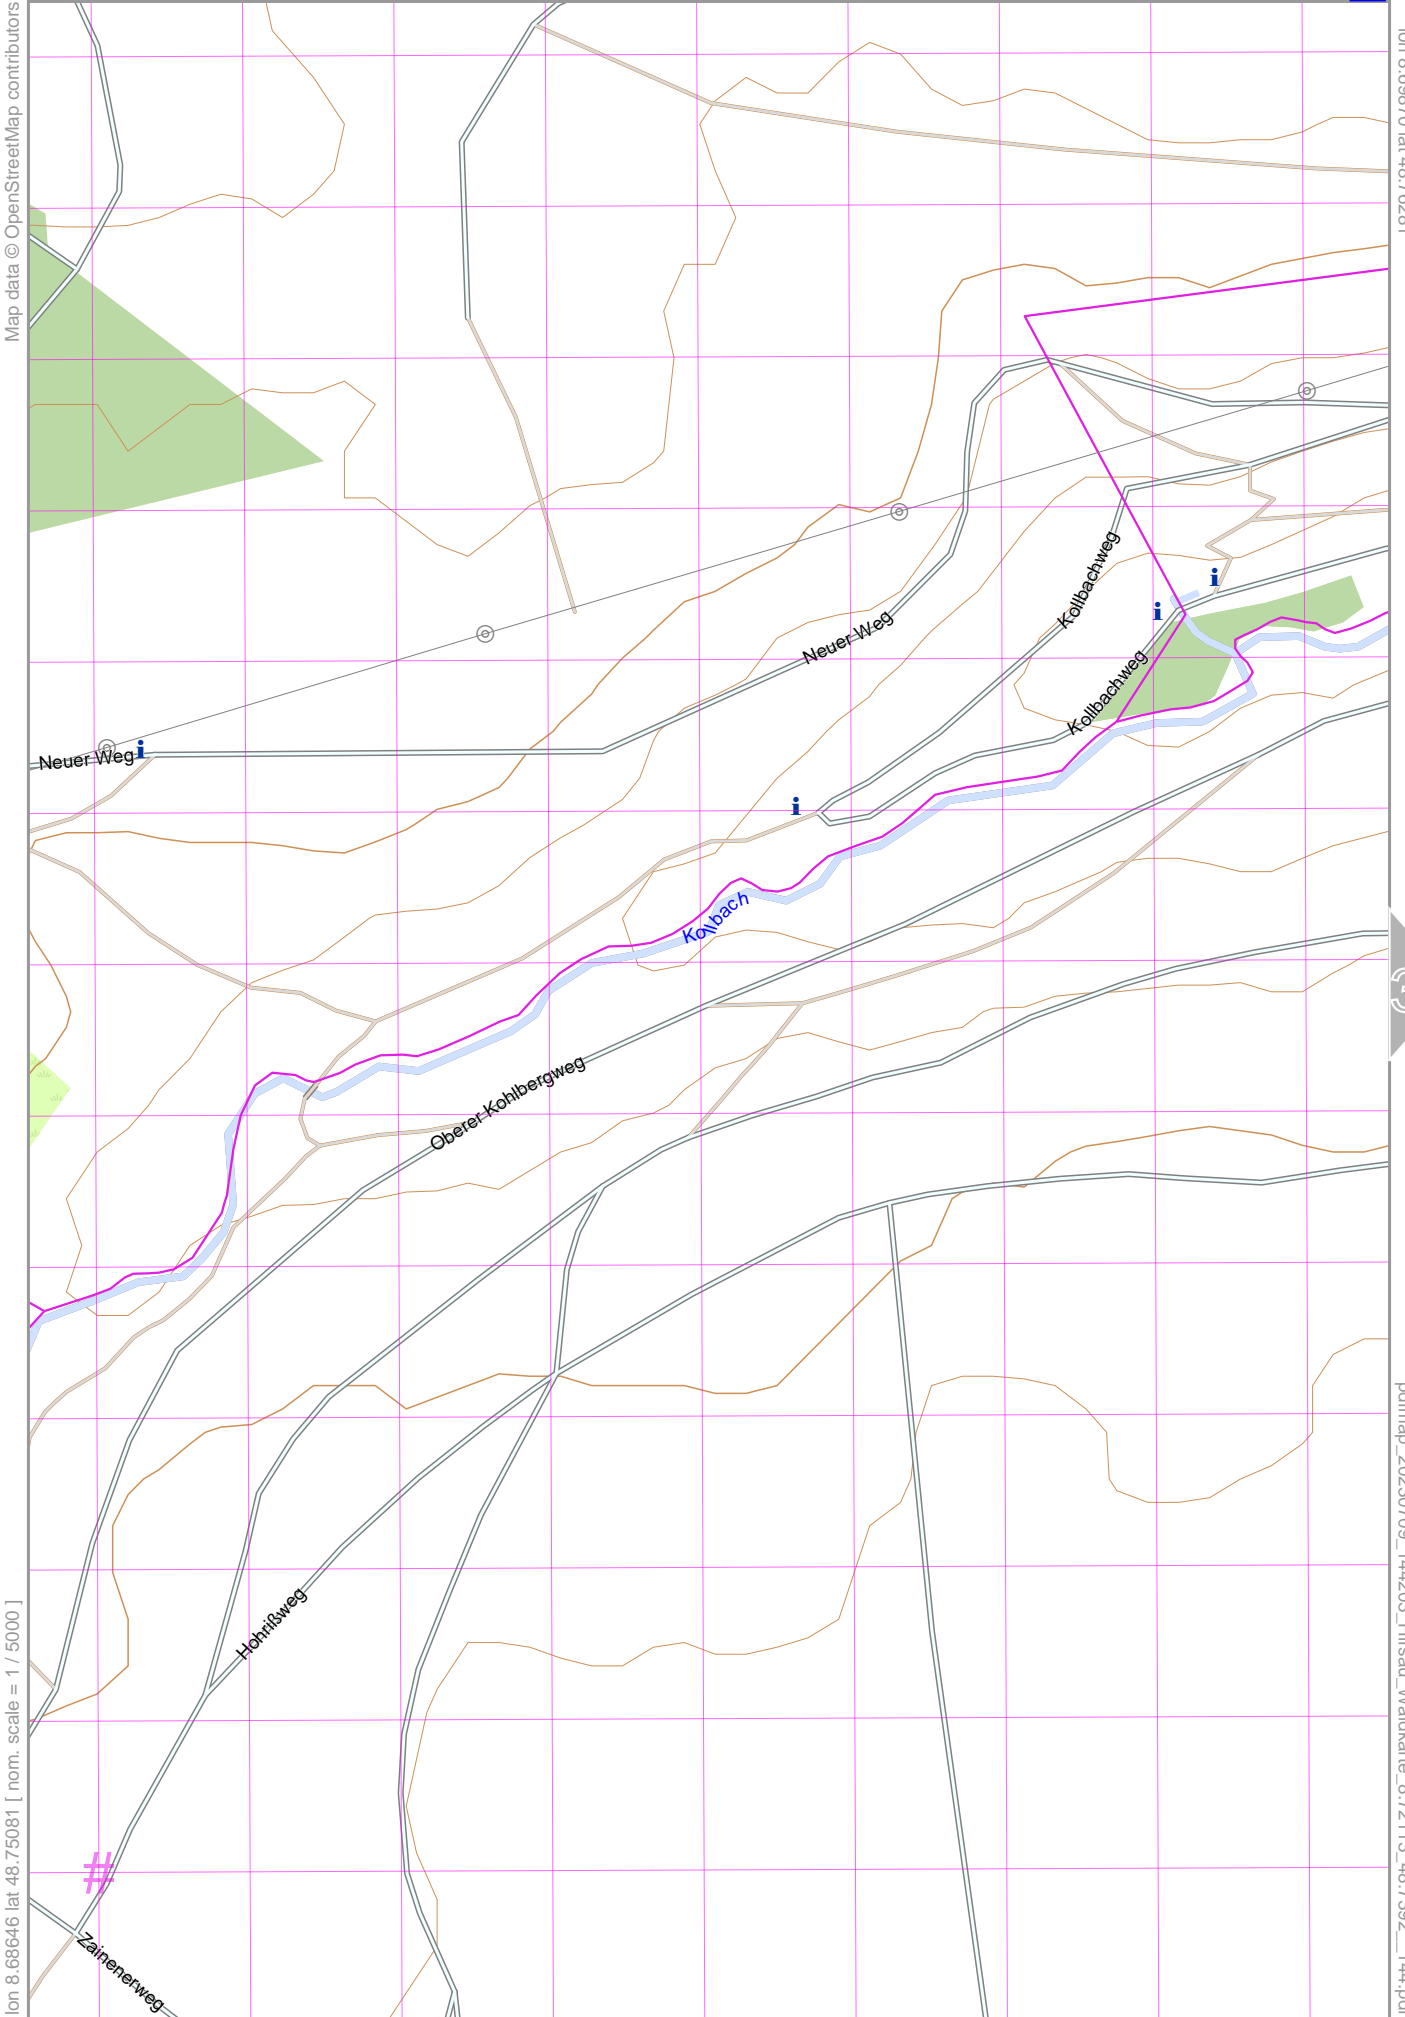 Map data © OpenStreetMap contributors
Kollbachweg
Neuer Weg
Kollbachweg
Neuer Weg
Kollbach
3
Oberer Kohlbergweg
Hohrißweg
Zainenerweg
lon 8.68646 lat 48.75081 [ nom. scale = 1 / 5000 ]
#
i
i
i
i